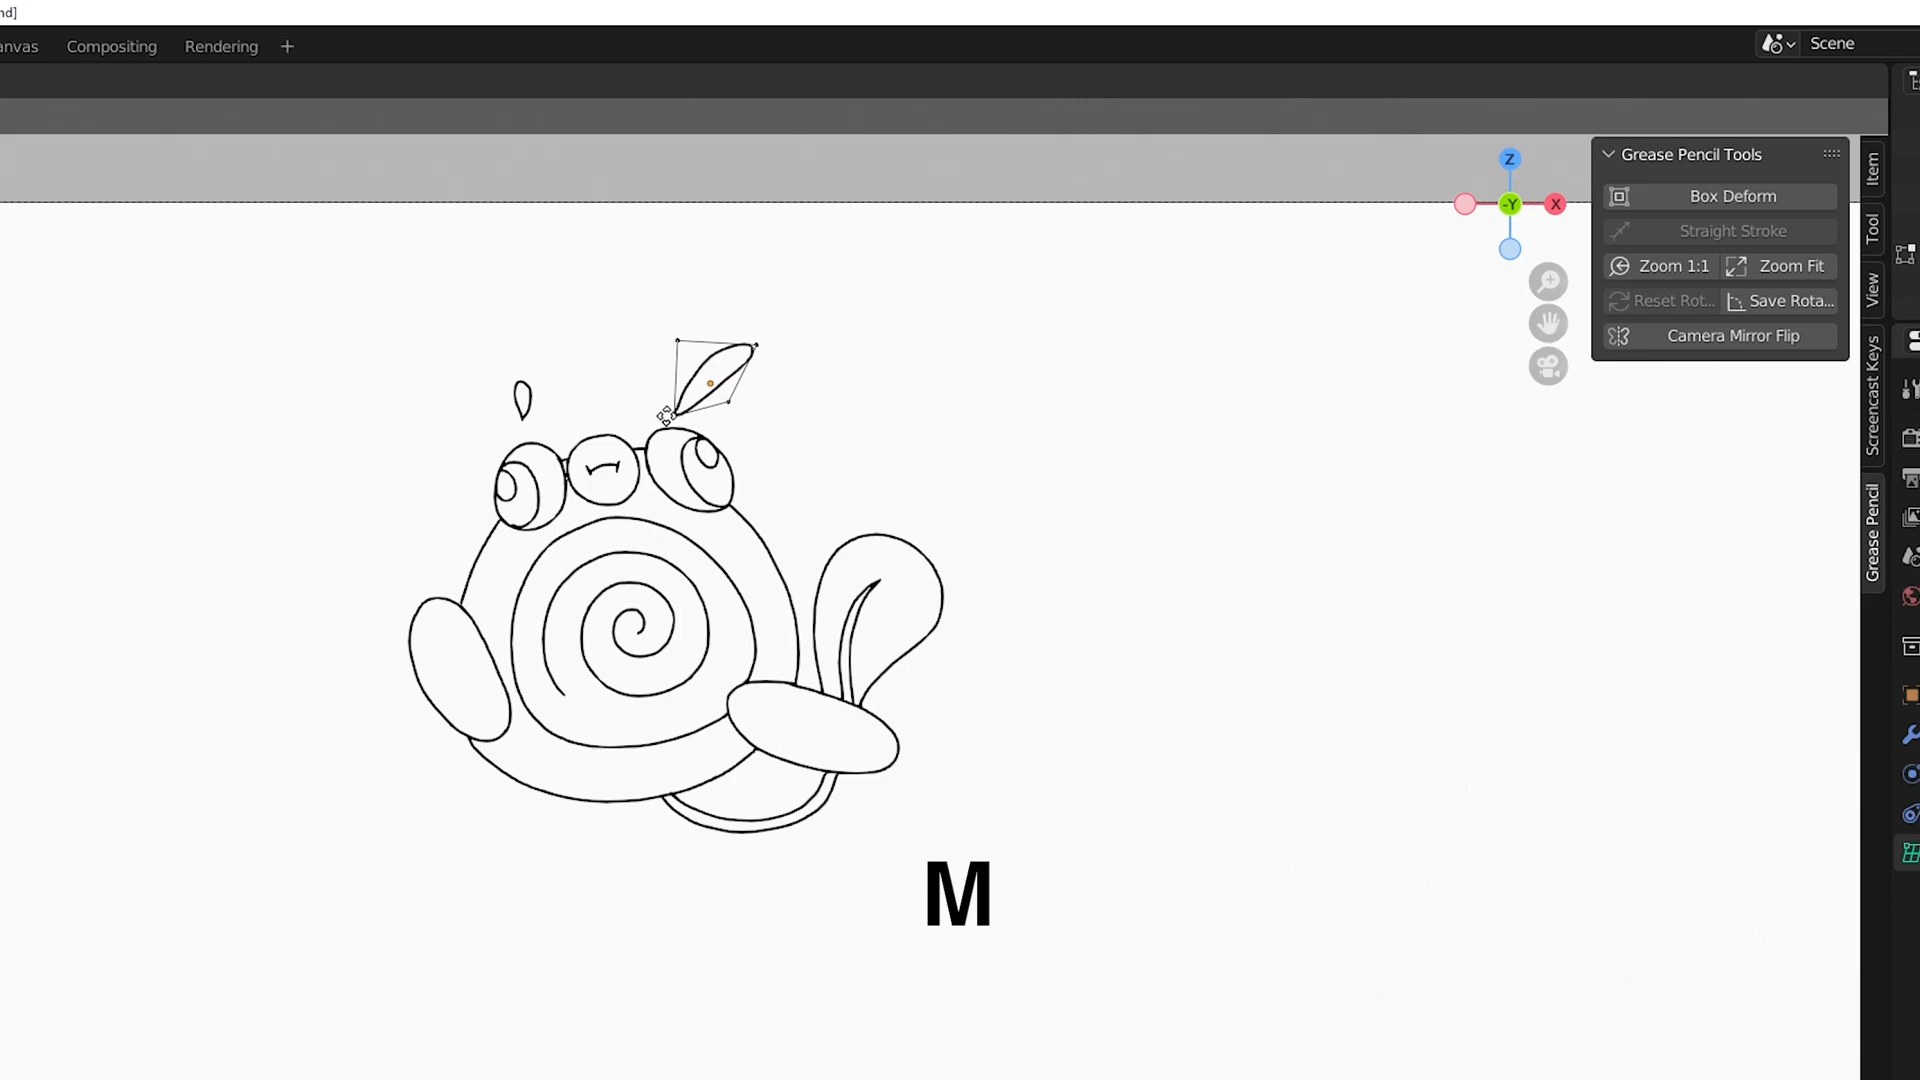 nd]
anvas
Compositing
Rendering
+
Scene
Grease Pencil Tools
Box Deform
Straight Stroke
Zoom 1:1
Zoom Fit
Reset Rot...
Save Rota...
Camera Mirror Flip
Z
-Y
X
Item
Tool
View
Screencast Keys
Grease Pencil
M